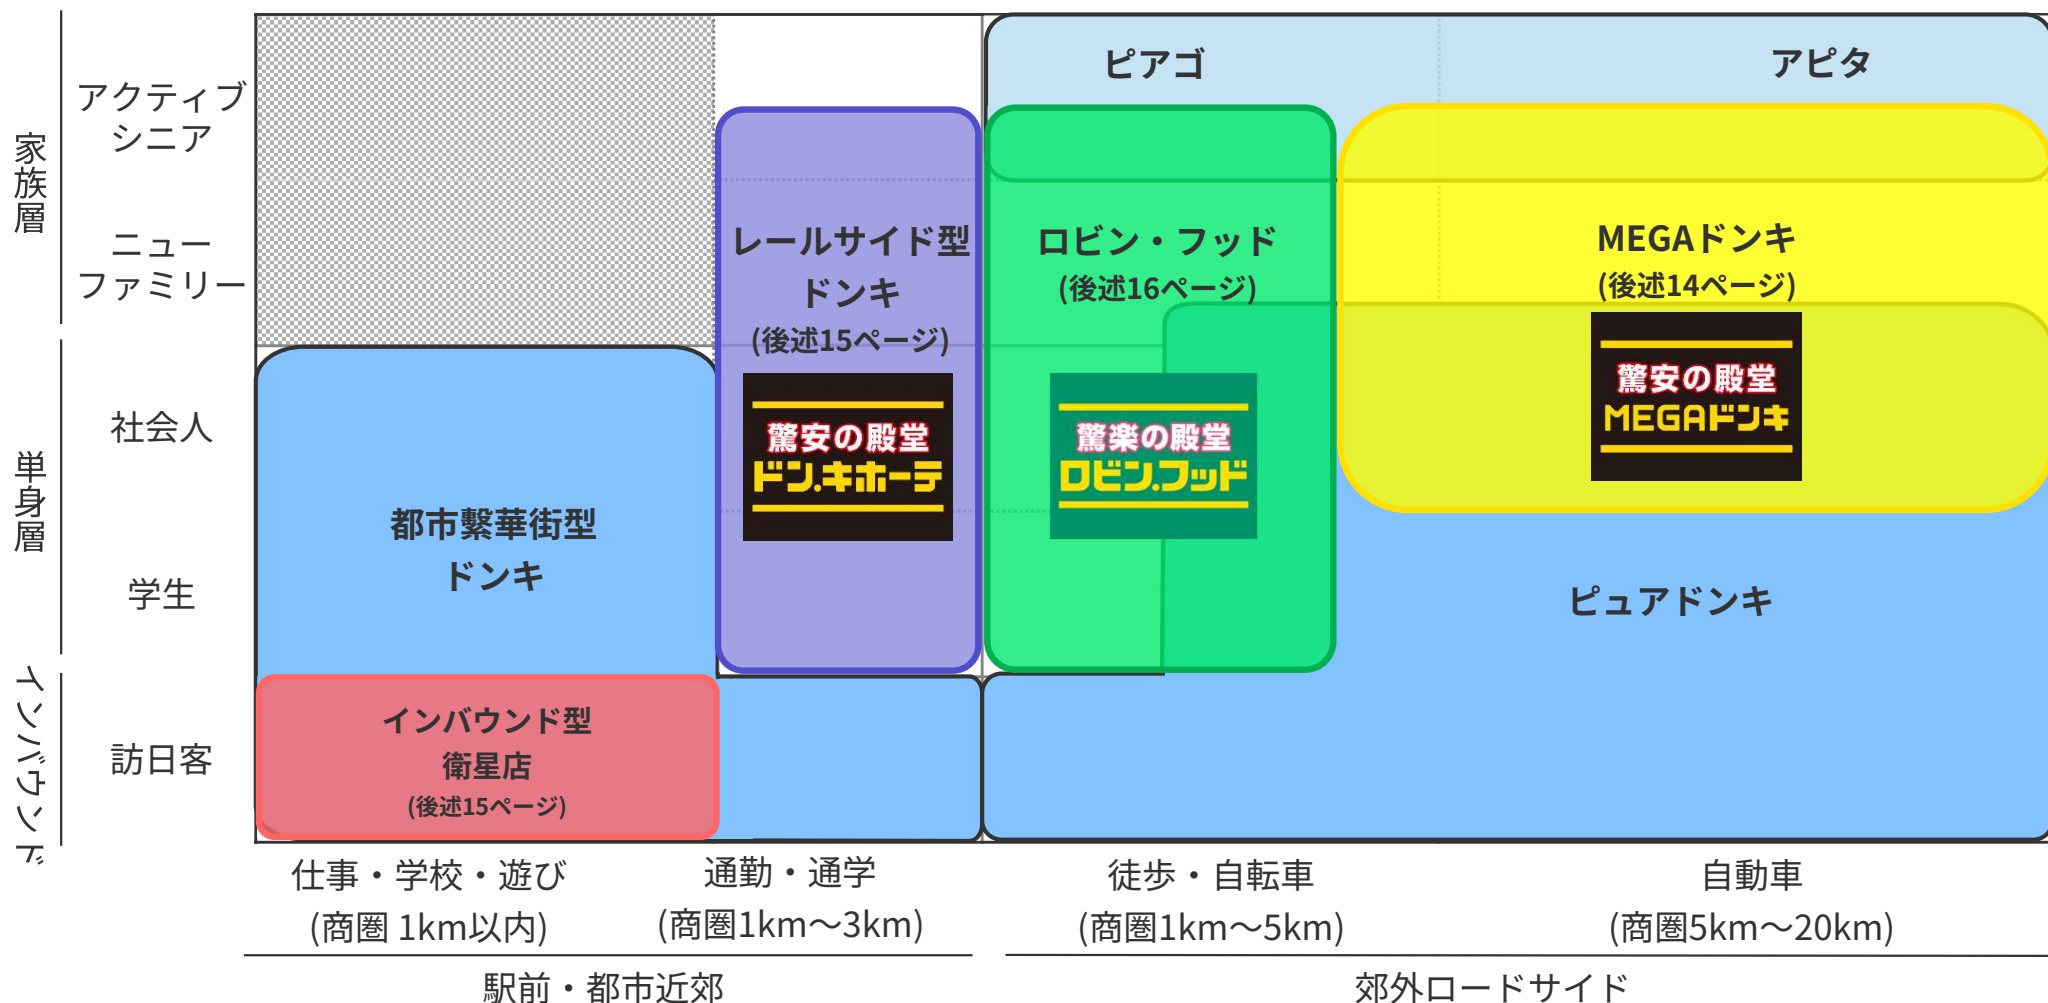 家族層
アクティブ
シニア
ニュー
ファミリー
単身層
社会人
学生
インバウンド
訪日客
ピアゴ
アピタ
レールサイド型
ドンキ
(後述15ページ)
驚安の殿堂
ドン.キホーテ
ロビン・フッド
(後述16ページ)
驚楽の殿堂
ロビン.フッド
MEGAドンキ
(後述14ページ)
驚安の殿堂
MEGAドンキ
都市繫華街型
ドンキ
ピュアドンキ
インバウンド型
衛星店
(後述15ページ)
仕事・学校・遊び
(商圏 1km以内)
通勤・通学
(商圏1km～3km)
徒歩・自転車
(商圏1km～5km)
自動車
(商圏5km～20km)
駅前・都市近郊
郊外ロードサイド